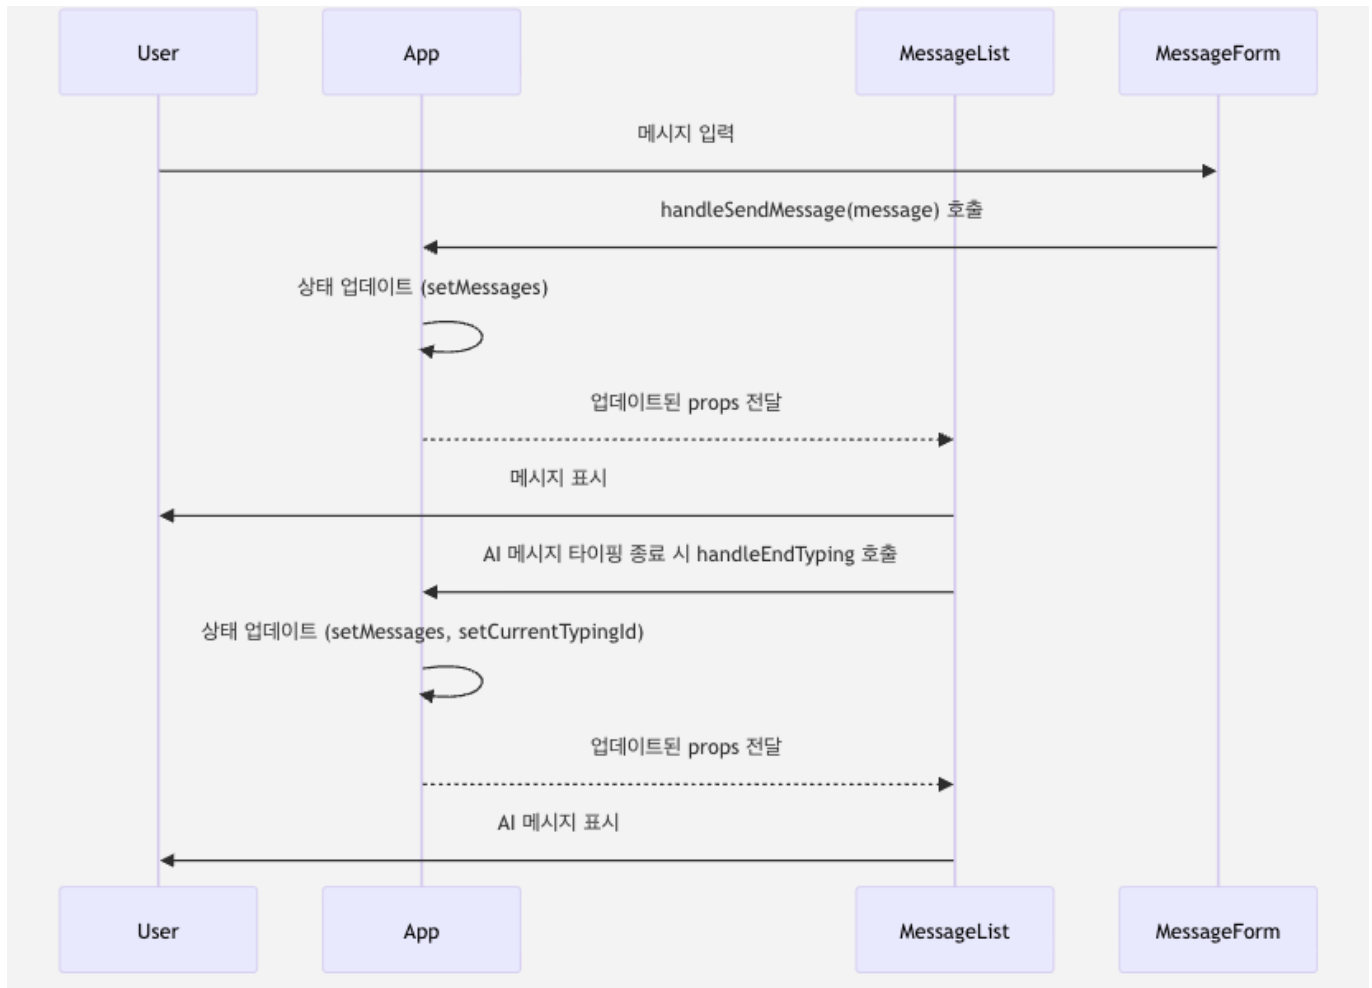 User
App
MessageList
MessageForm
메시지 입력
handleSendMessage(message) 호출
상태 업데이트 (setMessages)
업데이트된 props 전달
메시지 표시
AI 메시지 타이핑 종료 시 handleEndTyping 호출
상태 업데이트 (setMessages, setCurrentTypingId)
업데이트된 props 전달
AI 메시지 표시
User
App
MessageList
MessageForm